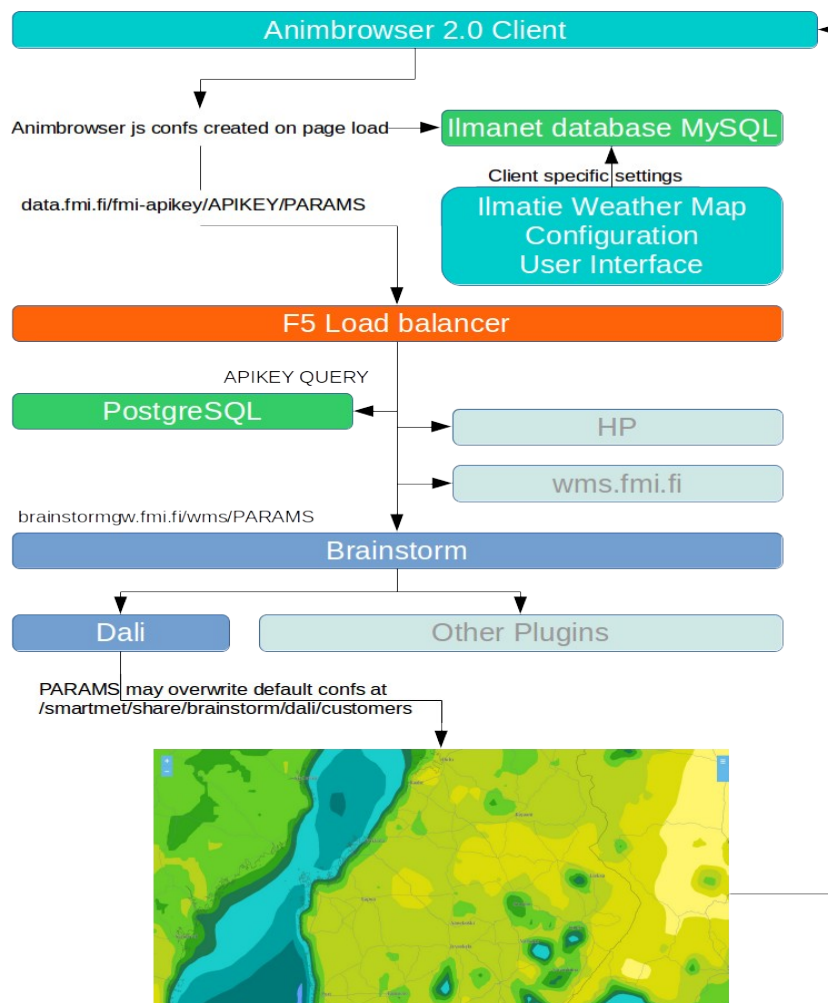 Animbrowser 2.0 Client
Animbrowser js confs created on page load
Ilmanet database MySQL
Client specific settings
data.fmi.fi/fmi-apikey/APIKEY/PARAMS
Ilmatie Weather Map
Configuration
User Interface
F5 Load balancer
APIKEY QUERY
PostgreSQL
HP
wms.fmi.fi
brainstormgw.fmi.fi/wms/PARAMS
Brainstorm
Dali
Other Plugins
PARAMS may overwrite default confs at
/smartmet/share/brainstorm/dali/customers